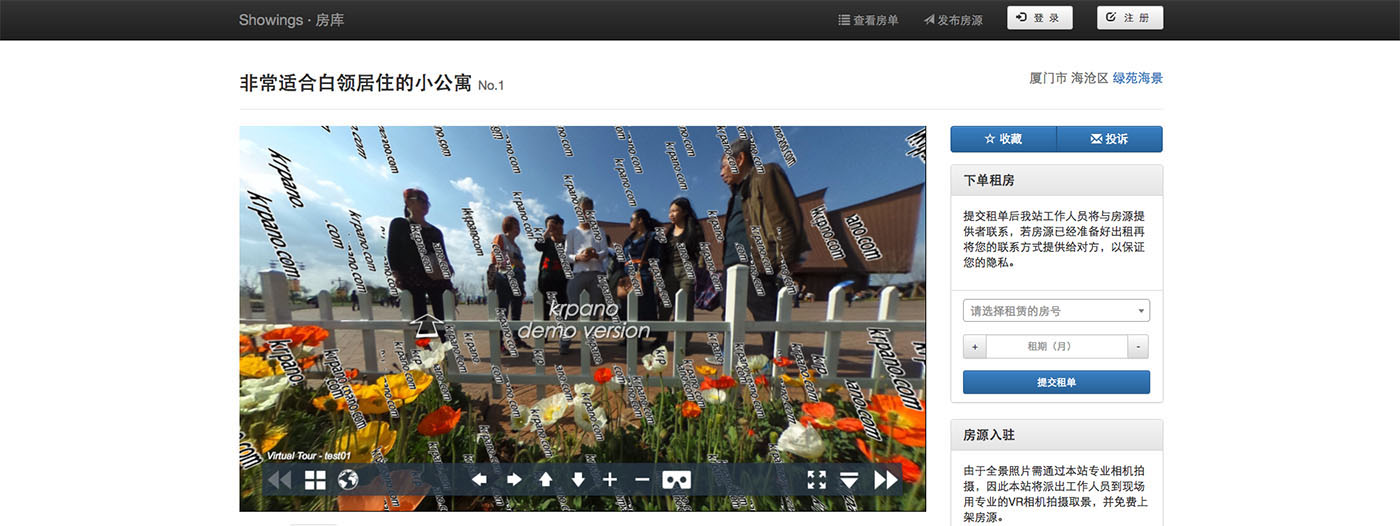 Showings · 房库
查看房单
发布房源
登 录
注 册
非常适合白领居住的小公寓 No.1
厦门市 海沧区 绿苑海景
收藏
投诉
krpano.com
krpano
demo version
Virtual Tour - test01
下单租房
提交租单后我站工作人员将与房源提
供者联系，若房源已经准备好出租再
将您的联系方式提供给对方，以保证
您的隐私。
请选择租赁的房号
+ 租期（月） -
提交租单
房源入驻
由于全景照片需通过本站专业相机拍
摄，因此本站将派出工作人员到现场
用专业的VR相机拍摄取景，并免费上
架房源。